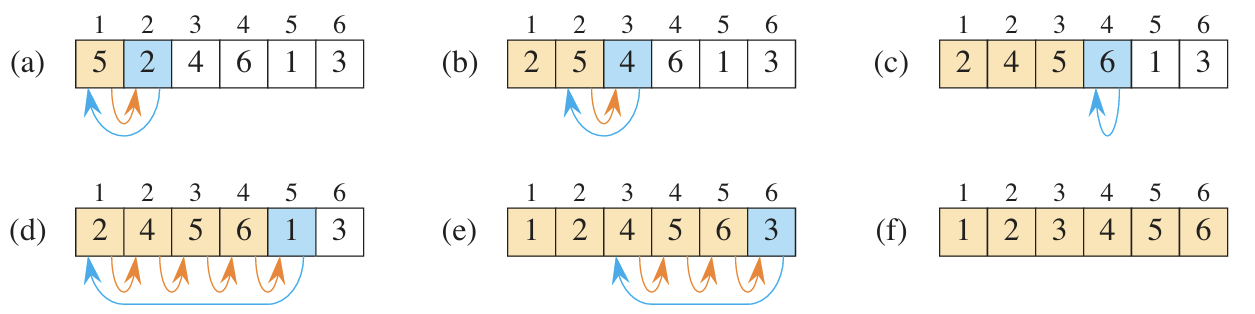 1 2 3 4 5 6 1 2 3 4 5 6 1 2 3 4 5 6
(a) 5 2 4 6 1 3 (b) 2 5 4 6 1 3 (c) 2 4 5 6 1 3
1 2 3 4 5 6 1 2 3 4 5 6 1 2 3 4 5 6
(d) 2 4 5 6 1 3 (e) 1 2 4 5 6 3 (f) 1 2 3 4 5 6